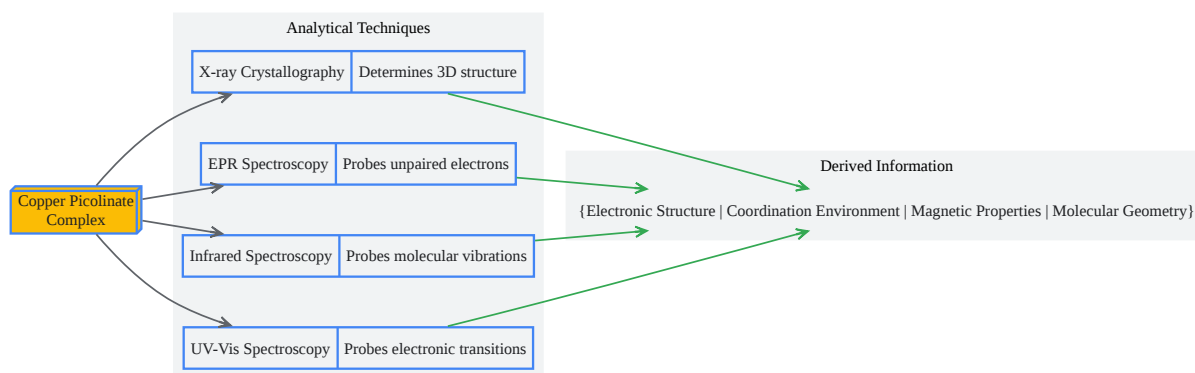 Analytical Techniques
X-ray Crystallography
Determines 3D structure
EPR Spectroscopy
Probes unpaired electrons
Derived Information
Copper Picolinate
Complex
{Electronic Structure | Coordination Environment | Magnetic Properties | Molecular Geometry}
Infrared Spectroscopy
Probes molecular vibrations
UV-Vis Spectroscopy
Probes electronic transitions